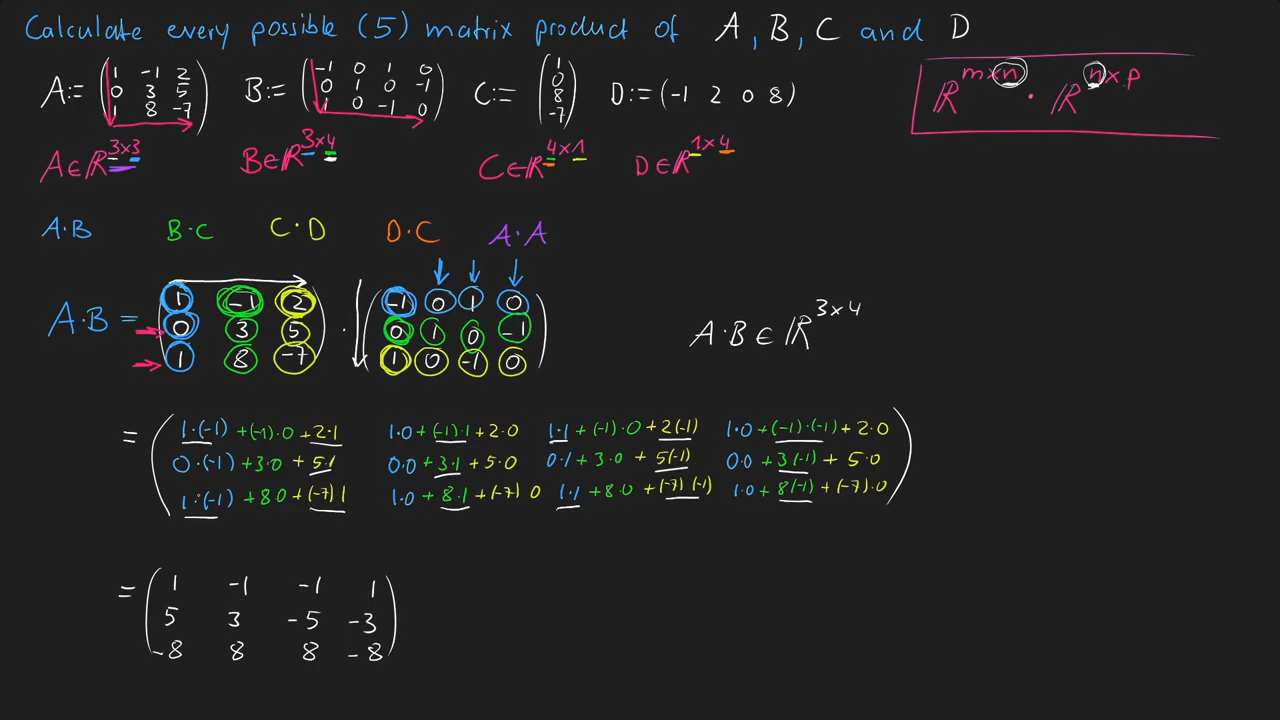 Calculate every possible (5) matrix product of A, B, C and D
A:= ( 1 -1 2
0 3 5
1 8 -7 )
B:= ( -1 0 1 0
0 1 0 -1
1 0 -1 0 )
C:= ( 1
0
8
-7 )
D:= (-1 2 0 8)
ℝ^{m×n} · ℝ^{n×p}
A∈ℝ^{3×3} B∈ℝ^{3×4} C∈ℝ^{4×1} D∈ℝ^{1×4}
A·B B·C C·D D·C A·A
A·B = ( 1 -1 2
0 3 5
1 8 -7 ) · ( -1 0 1 0
0 1 0 -1
1 0 -1 0 )
A·B ∈ ℝ^{3×4}
= ( 1·(-1) +(-1)·0 +2·1 1·0 +(-1)·1 +2·0 1·1 +(-1)·0 +2(-1) 1·0 +(-1)·(-1) +2·0
0·(-1) +3·0 +5·1 0·0 +3·1 +5·0 0·1 +3·0 +5(-1) 0·0 +3(-1) +5·0
1·(-1) +8·0 +(-7)1 1·0 +8·1 +(-7)0 1·1 +8·0 +(-7)(-1) 1·0 +8(-1) +(-7)·0 )
= ( 1 -1 -1 1
5 3 -5 -3
-8 8 8 -8 )